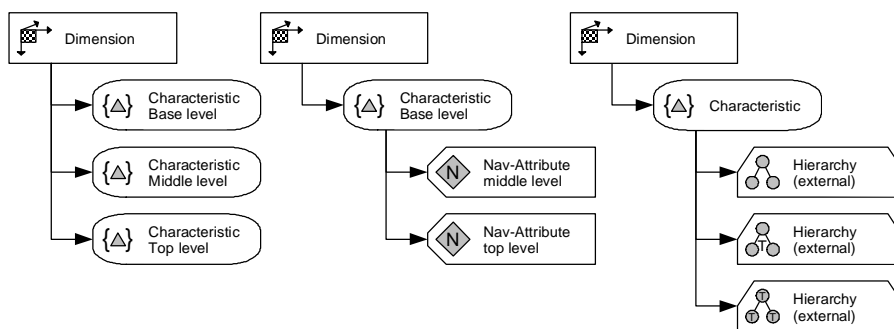 Dimension
Characteristic
Base level
Characteristic
Middle level
Characteristic
Top level
Dimension
Characteristic
Base level
N
Nav-Attribute
middle level
N
Nav-Attribute
top level
Dimension
Characteristic
Hierarchy
(external)
T
Hierarchy
(external)
T
T T
Hierarchy
(external)